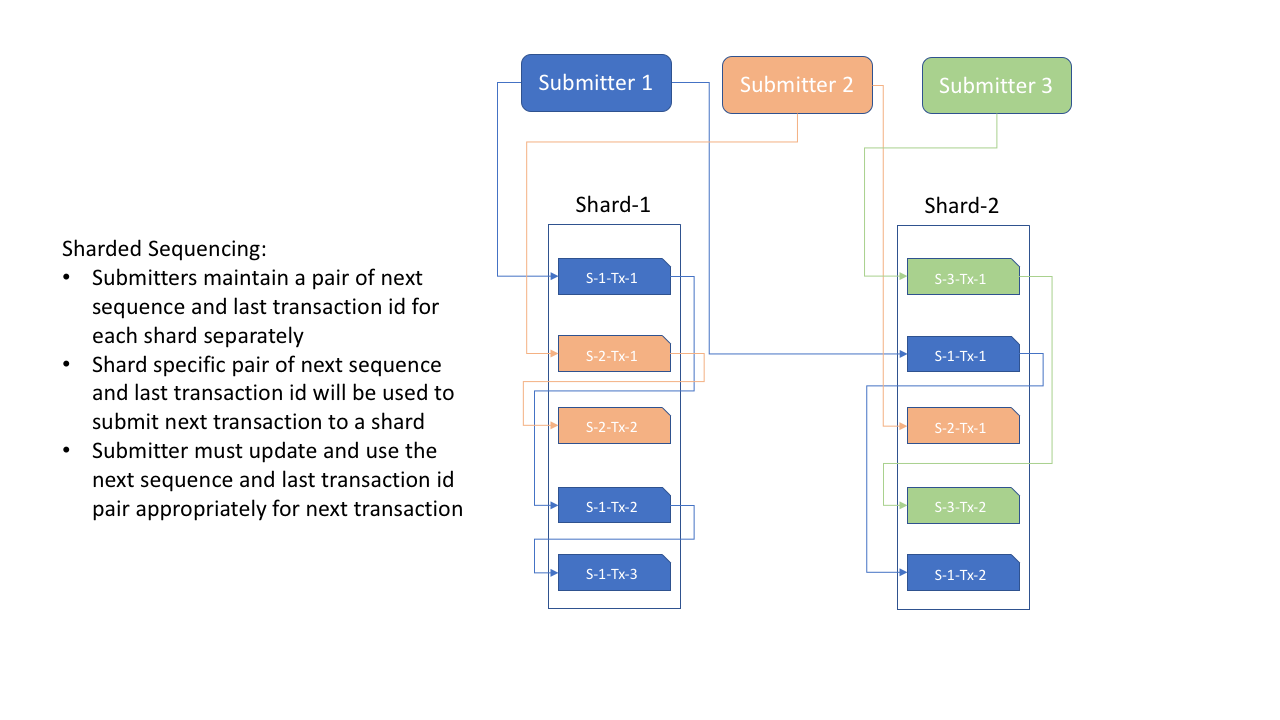 Submitter 1
Submitter 2
Submitter 3
Sharded Sequencing:
• Submitters maintain a pair of next
sequence and last transaction id for
each shard separately
• Shard specific pair of next sequence
and last transaction id will be used to
submit next transaction to a shard
• Submitter must update and use the
next sequence and last transaction id
pair appropriately for next transaction
Shard-1
S-1-Tx-1
S-2-Tx-1
S-2-Tx-2
S-1-Tx-2
S-1-Tx-3
Shard-2
S-3-Tx-1
S-1-Tx-1
S-2-Tx-1
S-3-Tx-2
S-1-Tx-2